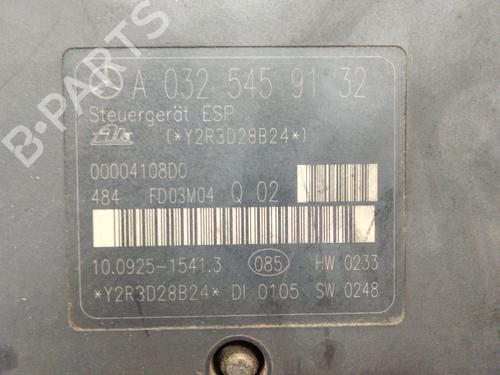 A 032 545 91 32
Steuergerät ESP
Ate (*Y2R3D28B24*)
00004108D0
484 FD03M04 Q 02
10.0925-1541.3 085 HW 0233
*Y2R3D28B24* DI 01.05 SW 0248